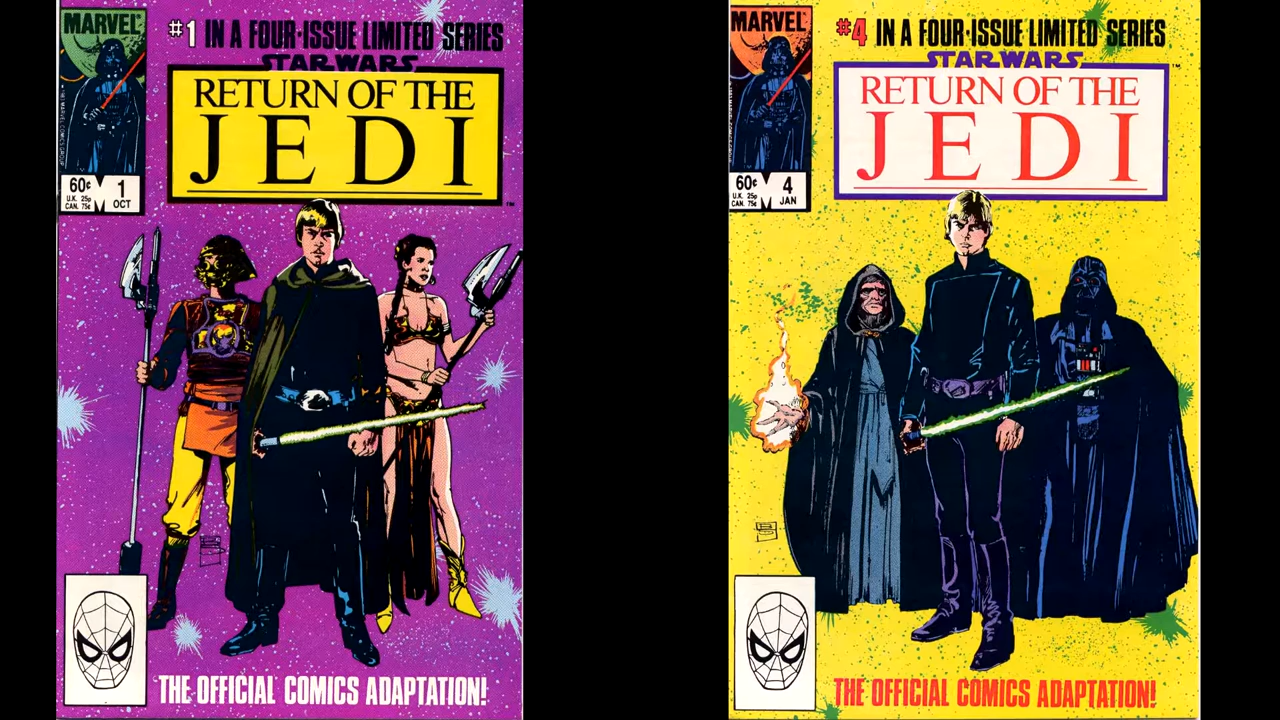 MARVEL
#1 IN A FOUR-ISSUE LIMITED SERIES
STAR WARS
RETURN OF THE
JEDI
60¢
U.K. 25p
CAN. 75¢
1
OCT
THE OFFICIAL COMICS ADAPTATION!
MARVEL
#4 IN A FOUR-ISSUE LIMITED SERIES
STAR WARS™
RETURN OF THE
JEDI
60¢
U.K. 25p
CAN. 75¢
4
JAN
THE OFFICIAL COMICS ADAPTATION!